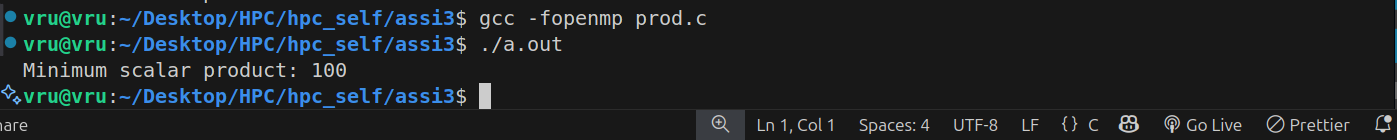 vru@vru:~/Desktop/HPC/hpc_self/assi3$ gcc -fopenmp prod.c
vru@vru:~/Desktop/HPC/hpc_self/assi3$ ./a.out
Minimum scalar product: 100
vru@vru:~/Desktop/HPC/hpc_self/assi3$
hare Ln 1, Col 1 Spaces: 4 UTF-8 LF {} C Go Live Prettier